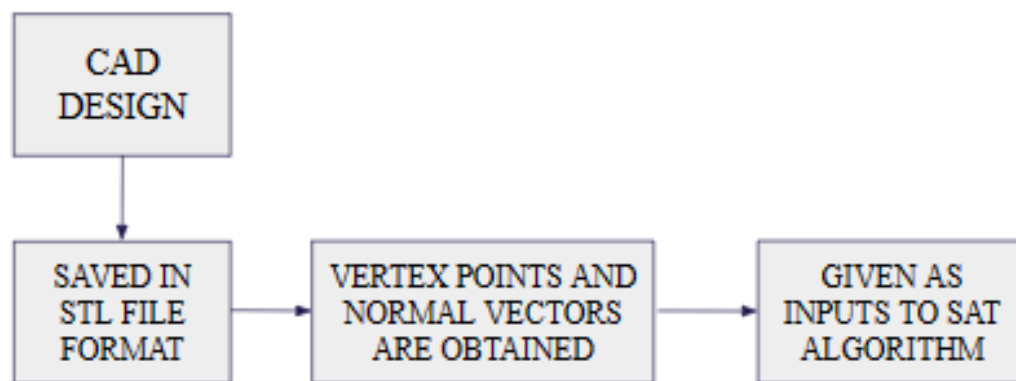 CAD
DESIGN
SAVED IN
STL FILE
FORMAT
VERTEX POINTS AND
NORMAL VECTORS
ARE OBTAINED
GIVEN AS
INPUTS TO SAT
ALGORITHM